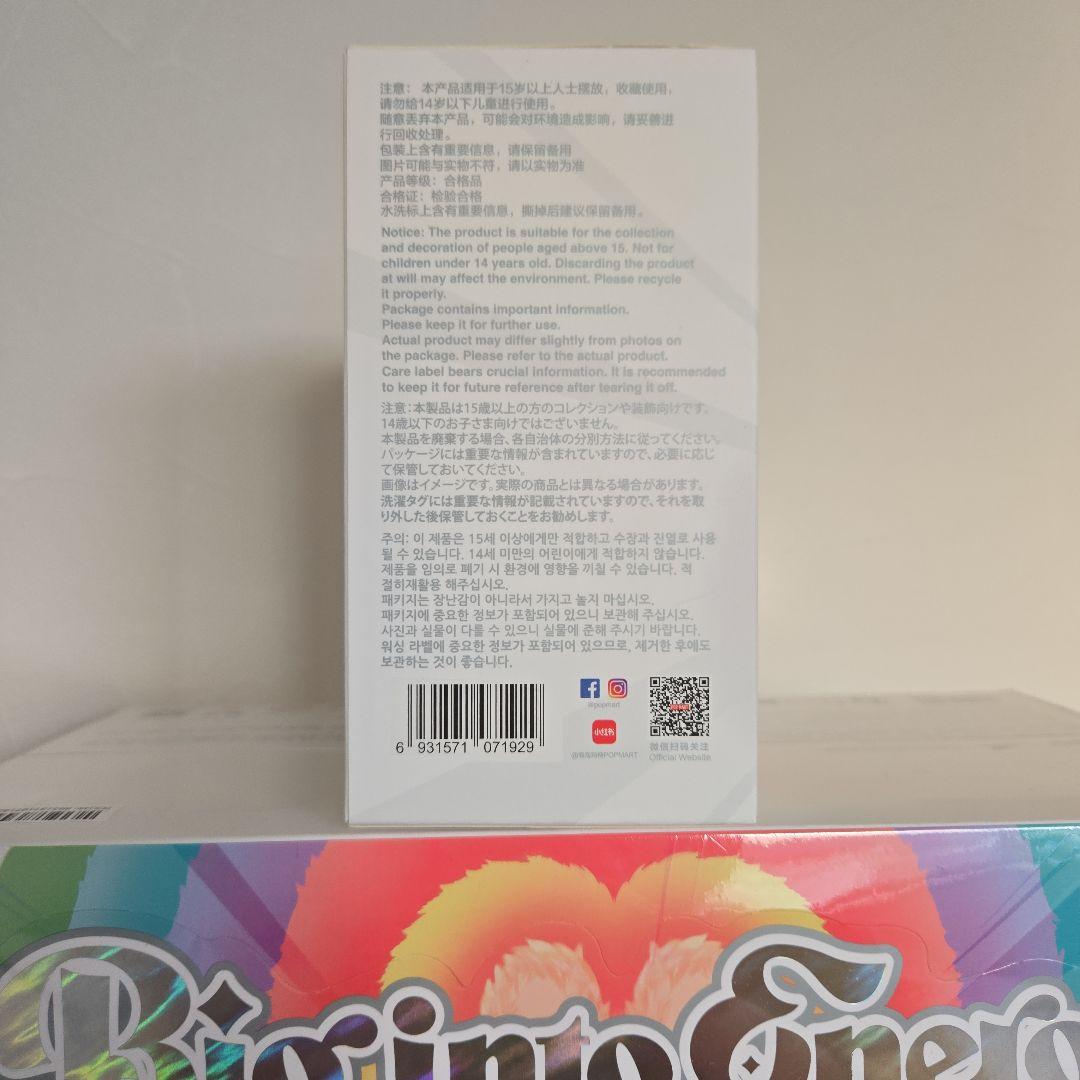 注意： 本产品适用于15岁以上人士摆放，收藏使用，
请勿给14岁以下儿童进行使用。
随意丢弃本产品，可能会对环境造成影响，请妥善进
行回收处理。
包装上含有重要信息，请保留备用
图片可能与实物不符，请以实物为准
产品等级：合格品
合格证：检验合格
水洗标上含有重要信息，撕掉后建议保留备用。
Notice: The product is suitable for the collection
and decoration of people aged above 15. Not for
children under 14 years old. Discarding the product
at will may affect the environment. Please recycle
it properly.
Package contains important information.
Please keep it for further use.
Actual product may differ slightly from photos on
the package. Please refer to the actual product.
Care label bears crucial information. It is recommended
to keep it for future reference after tearing it off.
注意：本製品は15歳以上の方のコレクションや装飾向けです。
14歳以下のお子さま向けではございません。
本製品を廃棄する場合、各自治体の分別方法に従ってください。
パッケージには重要な情報が含まれていますので、必要に応じ
て保管しておいてください。
画像はイメージです。実際の商品とは異なる場合があります。
洗濯タグには重要な情報が記載されていますので、それを取
り外した後保管しておくことをお勧めします。
주의: 이 제품은 15세 이상에게만 적합하고 수장과 진열로 사용
될 수 있습니다. 14세 미만의 어린이에게 적합하지 않습니다.
제품을 임의로 폐기 시 환경에 영향을 끼칠 수 있습니다. 적
절히재활용 해주십시오.
패키지는 장난감이 아니라서 가지고 놀지 마십시오.
패키지에 중요한 정보가 포함되어 있으니 보관해 주십시오.
사진과 실물이 다를 수 있으니 실물에 준해 주시기 바랍니다.
워싱 라벨에 중요한 정보가 포함되어 있으므로, 제거한 후에도
보관하는 것이 좋습니다.
6 931571 071929
@popmart
小红书
@泡泡玛特POPMART
POP MART
微信扫码关注
Official Website
Big into Energ